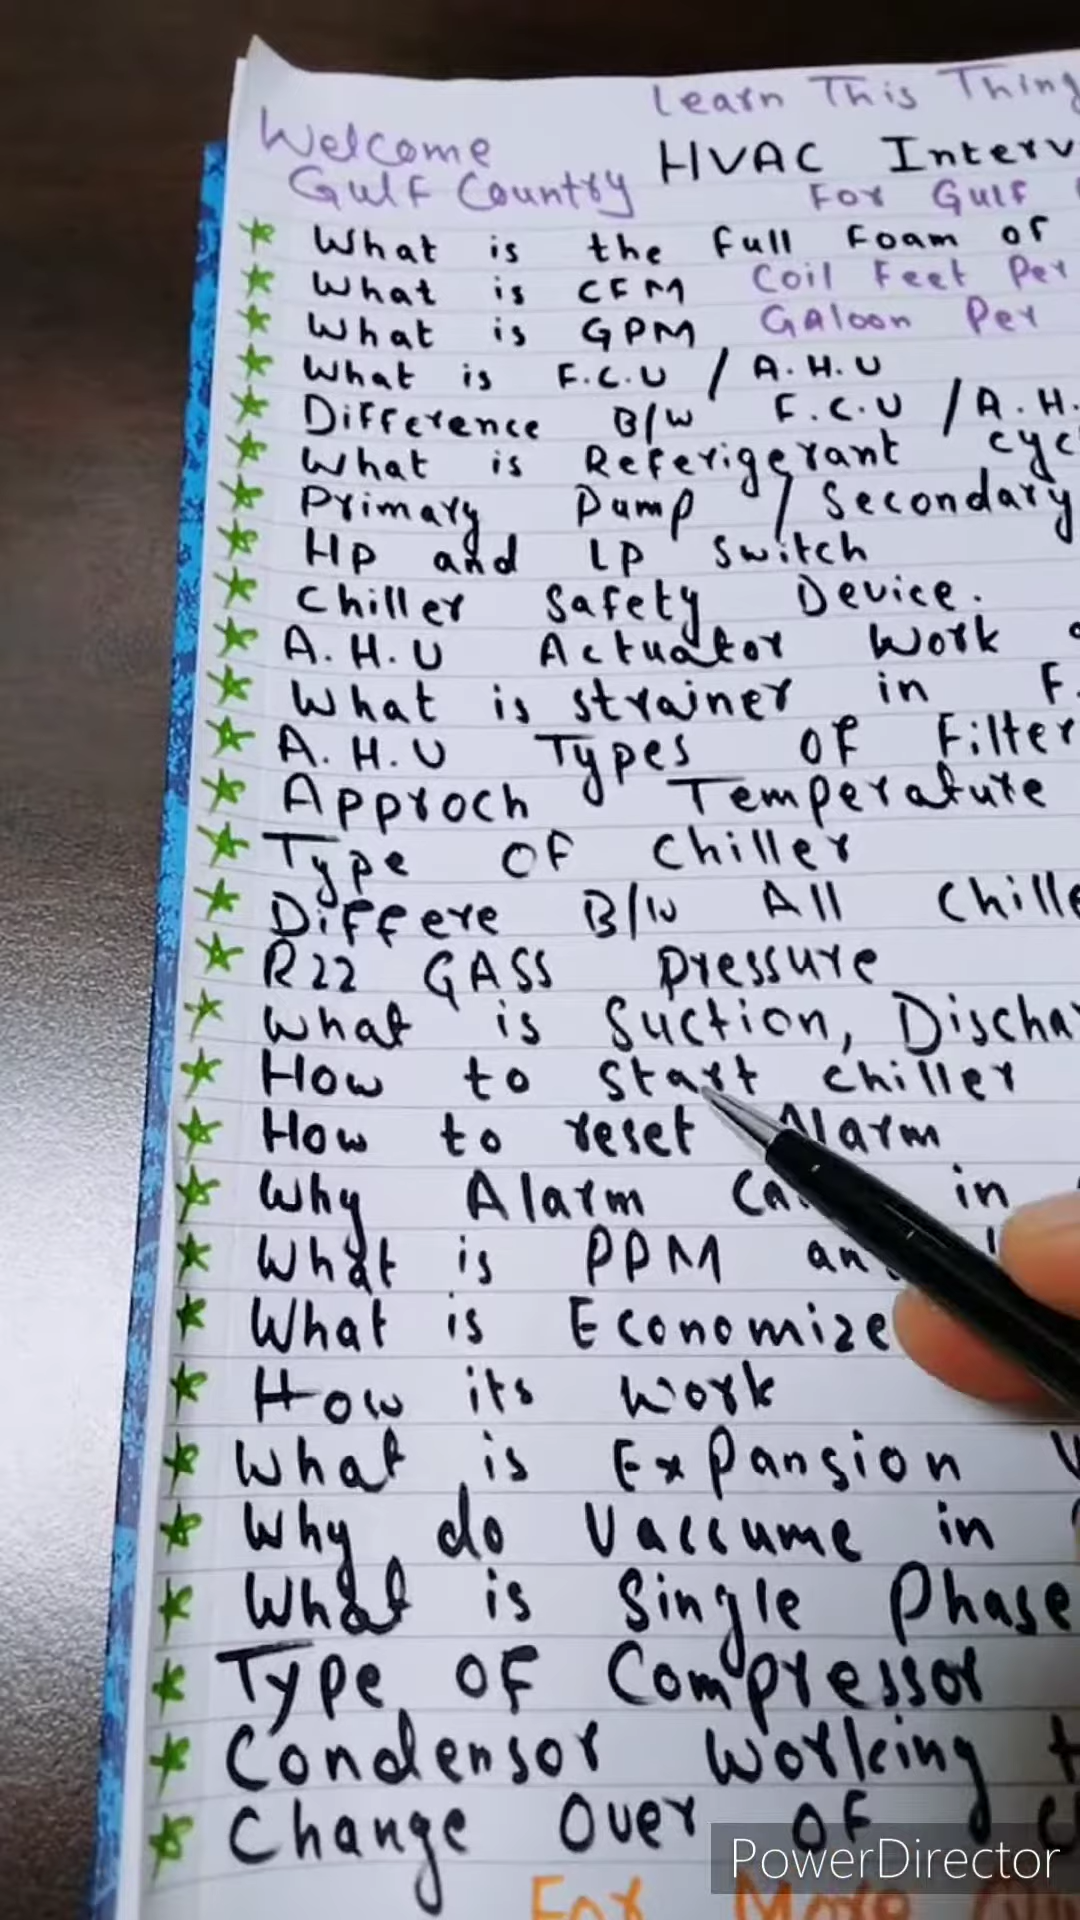 Learn This Thing
Welcome
HVAC Interv
Gulf Country
For Gulf
What is the full foam of
What is CFM Coil Feet Per
What is GPM Galoon Per
What is F.C.U / A.H.U
Difference B/W F.C.U / A.H.
What is Referigerant cyc
Primary Pump / Secondary
HP and LP Switch
Chiller Safety Device.
A.H.U Actuator Work
What is strainer in F.
A.H.U Types of Filter
Approch Temperature
Type of Chiller
Differe B/W All Chille
R22 GASS Pressure
What is Suction, Discha
How to Start chiller
How to reset Alarm
Why Alarm in
What is PPM an
What is Economize
How its work
What is Expansion V
Why do Vaccume in
What is Single Phase
Type of Compressor
Condensor Working t
Change Over of c
For More
PowerDirector